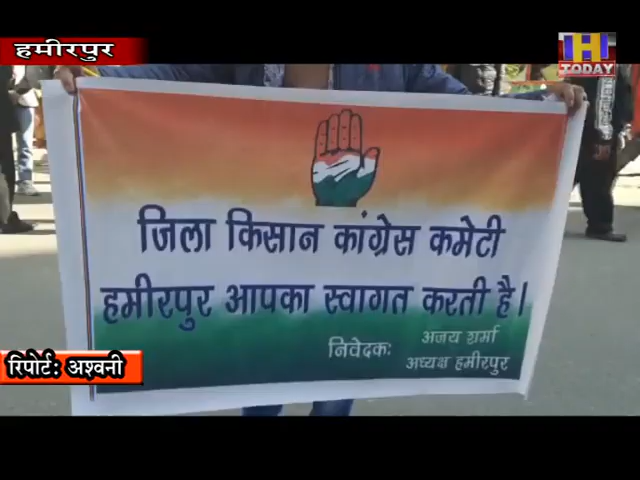 हमीरपुर
H
TODAY
जिला किसान कांग्रेस कमेटी
हमीरपुर आपका स्वागत करती है।
निवेदकः
अजय शर्मा
अध्यक्ष हमीरपुर
रिपोर्टः अश्वनी